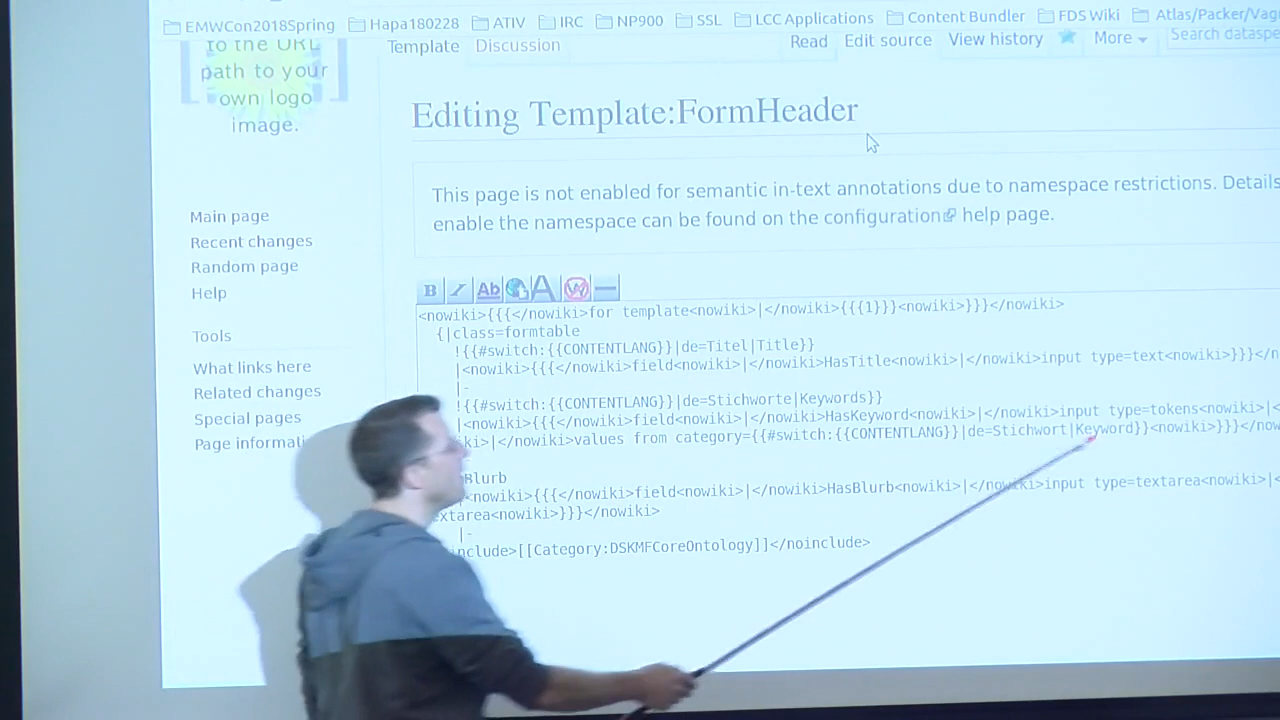 EMWCon2018Spring Hapa180228 ATIV IRC NP900 SSL LCC Applications Content Bundler FDS Wiki
to the URL
path to your
own logo
image.
Template Discussion Read Edit source View history More Search
Editing Template:FormHeader
This page is not enabled for semantic in-text annotations due to namespace restrictions. Details
enable the namespace can be found on the configuration help page.
Main page
Recent changes
Random page
Help
Tools
What links here
Related changes
Special pages
Page
B I Ab A W
<nowiki>{{{</nowiki>for template<nowiki>|</nowiki>{{{1}}}<nowiki>}}}</nowiki>
{|class=formtable
!{{#switch:{{CONTENTLANG}}|de=Titel|Title}}
|<nowiki>{{{</nowiki>field<nowiki>|</nowiki>HasTitle<nowiki>|</nowiki>input type=text<nowiki>}}}</n
|-
!{{#switch:{{CONTENTLANG}}|de=Stichworte|Keywords}}
|<nowiki>{{{</nowiki>field<nowiki>|</nowiki>HasKeyword<nowiki>|</nowiki>input type=tokens<nowiki>|<
ki>|</nowiki>values from category={{#switch:{{CONTENTLANG}}|de=Stichwort|Keyword}}<nowiki>}}}</now
Blurb
<nowiki>{{{</nowiki>field<nowiki>|</nowiki>HasBlurb<nowiki>|</nowiki>input type=textarea<nowiki>|<
extarea<nowiki>}}}</nowiki>
|-
include>[[Category:DSKMFCoreOntology]]</noinclude>